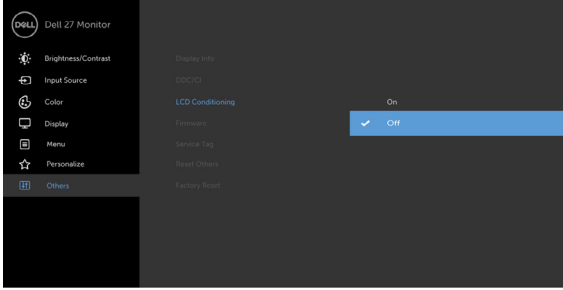 DELL
Dell 27 Monitor
Brightness/Contrast
Input Source
Color
Display
Menu
Personalize
Others
Display Info
DDC/CI
LCD Conditioning
Firmware
Service Tag
Reset Others
Factory Reset
On
Off